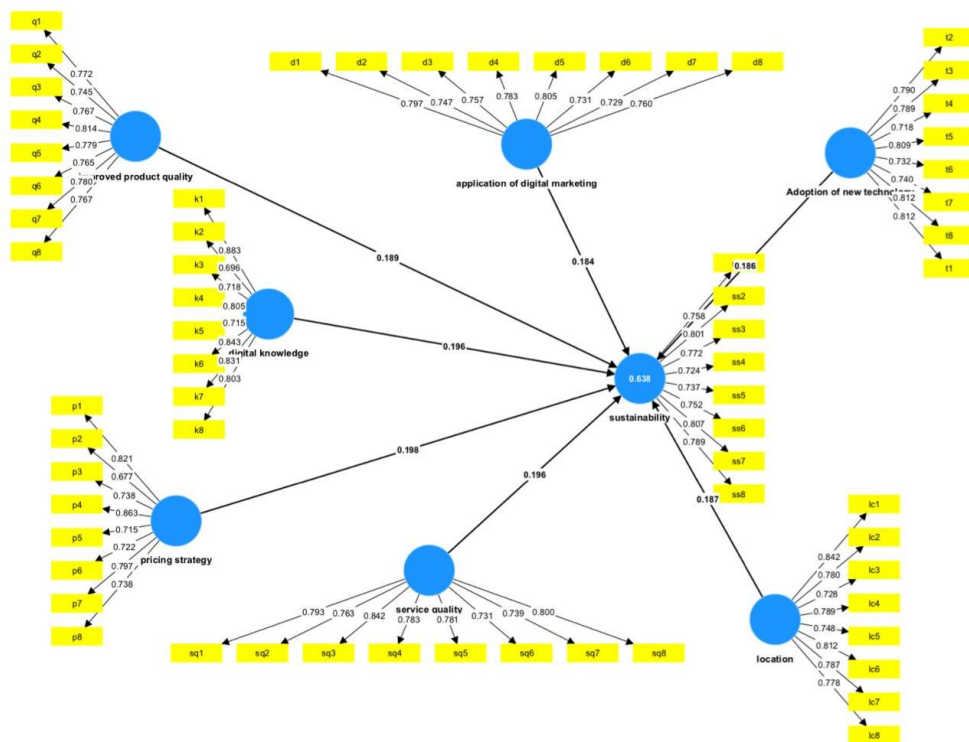 q1
q2
q3
q4
q5
q6
q7
q8
0.772
0.745
0.767
0.814
0.779
0.765
0.780
0.767
product quality
d1
d2
d3
d4
d5
d6
d7
d8
0.797
0.747
0.757
0.783
0.805
0.731
0.729
0.760
application of digital marketing
t2
t3
t4
t5
t6
t7
t8
t1
0.790
0.789
0.718
0.809
0.732
0.740
0.812
0.812
Adoption of new
k1
k2
k3
k4
k5
k6
k7
k8
0.883
0.696
0.718
0.805
0.715
0.843
0.831
0.803
digital knowledge
0.189
0.184
0.186
0.196
0.198
0.196
0.187
ss2
ss3
ss4
ss5
ss6
ss7
ss8
0.758
0.801
0.772
0.724
0.737
0.752
0.807
0.789
0.638
sustainability
p1
p2
p3
p4
p5
p6
p7
p8
0.821
0.677
0.738
0.863
0.715
0.722
0.797
0.738
pricing strategy
service quality
0.793
0.763
0.842
0.783
0.781
0.731
0.739
0.800
sq1
sq2
sq3
sq4
sq5
sq6
sq7
sq8
lc1
lc2
lc3
lc4
lc5
lc6
lc7
lc8
0.842
0.780
0.728
0.789
0.748
0.812
0.787
0.778
location